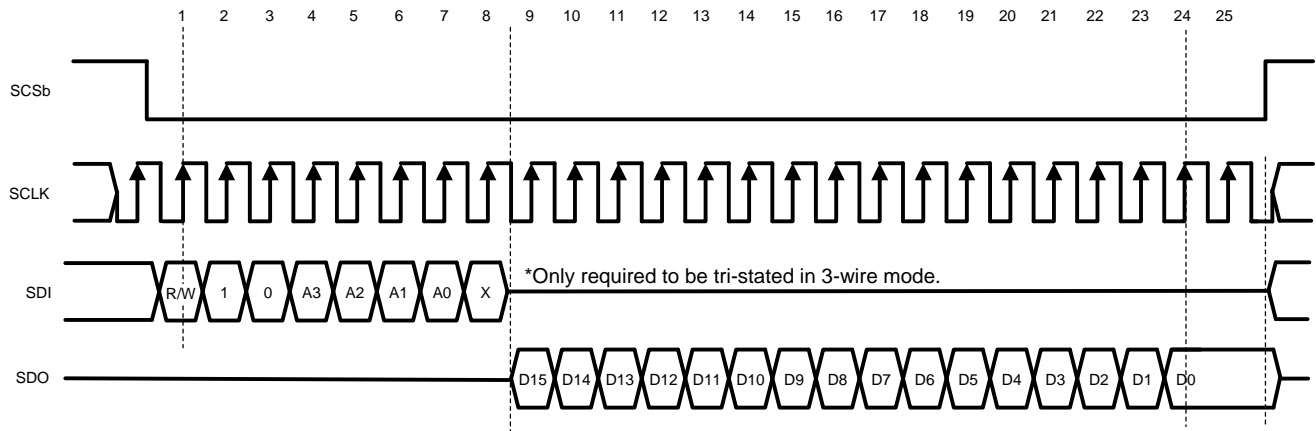 1 2 3 4 5 6 7 8 9 10 11 12 13 14 15 16 17 18 19 20 21 22 23 24 25
SCSb
SCLK
*Only required to be tri-stated in 3-wire mode.
SDI R/W 1 0 A3 A2 A1 A0 X
SDO D15 D14 D13 D12 D11 D10 D9 D8 D7 D6 D5 D4 D3 D2 D1 D0